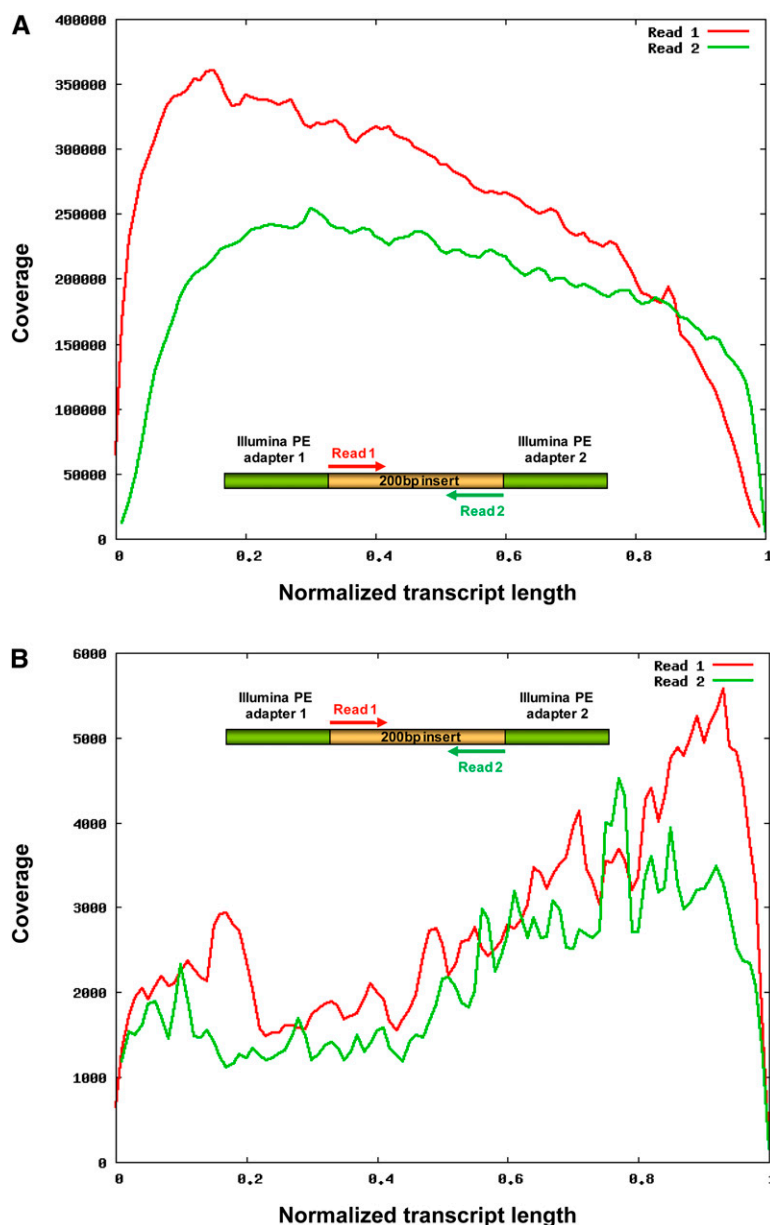 A
400000
350000
300000
250000
200000
150000
100000
50000
0
Coverage
Read 1
Read 2
Illumina PE
adapter 1
Read 1
200bp insert
Read 2
Illumina PE
adapter 2
0
0.2
0.4
0.6
0.8
1
Normalized transcript length
B
6000
5000
4000
3000
2000
1000
0
Coverage
Read 1
Read 2
Illumina PE
adapter 1
Read 1
200bp insert
Read 2
Illumina PE
adapter 2
0
0.2
0.4
0.6
0.8
1
Normalized transcript length